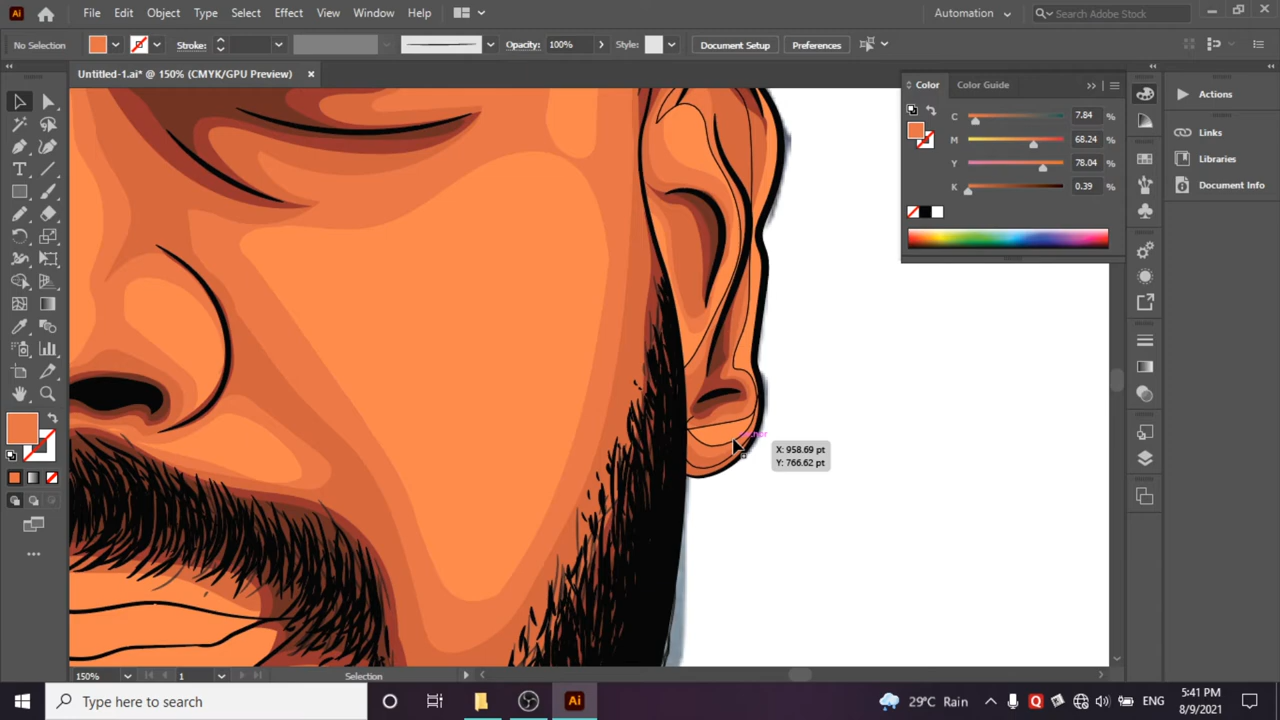 Ai File Edit Object Type Select Effect View Window Help Automation Search Adobe Stock
No Selection Stroke: Opacity: 100% Style: Document Setup Preferences
Untitled-1.ai* @ 150% (CMYK/GPU Preview)
Color Color Guide
C 7.84 %
M 68.24 %
Y 78.04 %
K 0.39 %
Actions
Links
Libraries
Document Info
X: 958.69 pt
Y: 766.62 pt
150% 1 Selection
Type here to search Ai 29°C Rain ENG 5:41 PM
8/9/2021